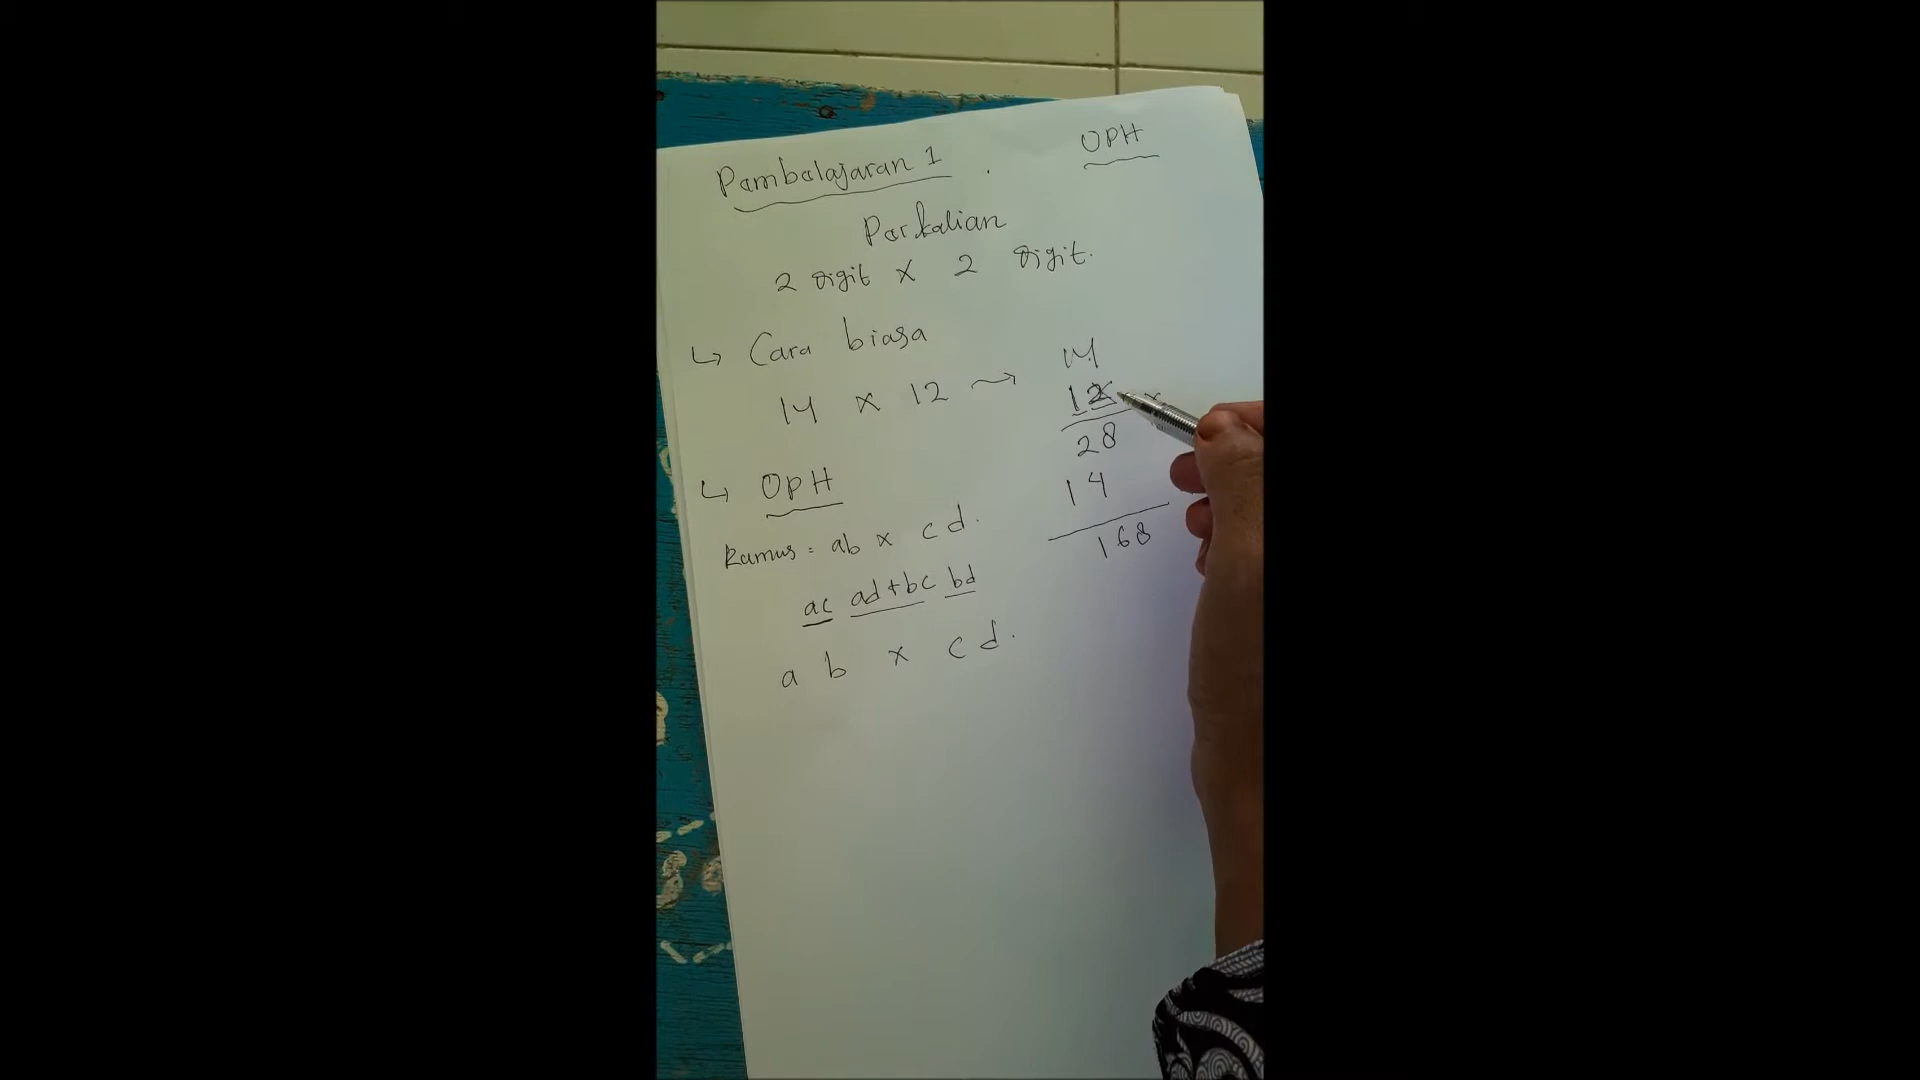 Pembelajaran 1 .
OPH
Perkalian
2 digit x 2 digit.
↳ Cara biasa
14 x 12 →
14
12 x
28
14
168
↳ OPH
Rumus = ab x cd.
ac ad+bc bd
a b x c d.